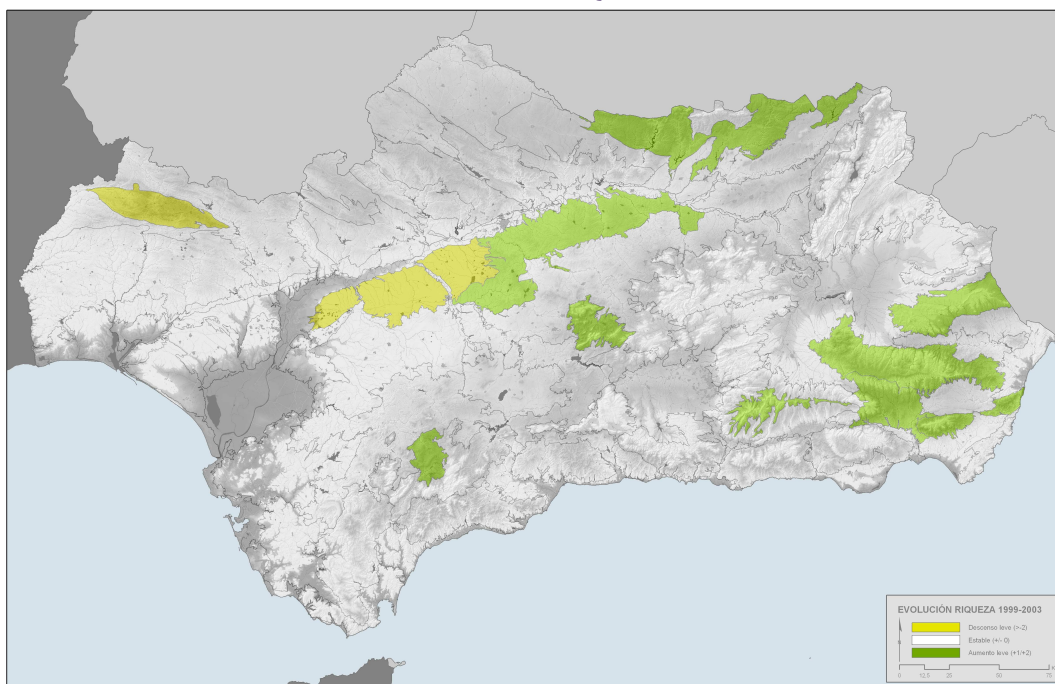 EVOLUCIÓN RIQUEZA 1999-2003
Descenso leve (>-2)
Estable (+/- 0)
Aumento leve (+1/+2)
0 12,5 25 50 75